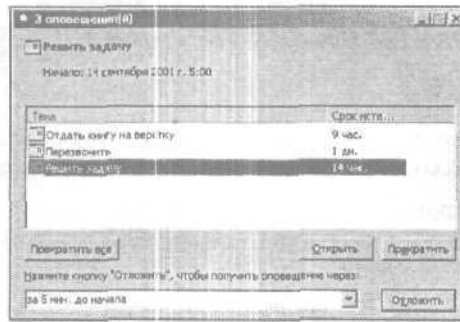 3 оповещения(й)
Решить задачу
Начало: 14 сентября 2001 г. 5:00
Тема Срок исте...
Отдать книгу на верстку 9 час.
Перезвонить 1 дн.
Решить задачу 14 час.
Прекратить все Открыть Прекратить
Нажмите кнопку "Отложить", чтобы получить оповещение через:
за 5 мин. до начала Отложить